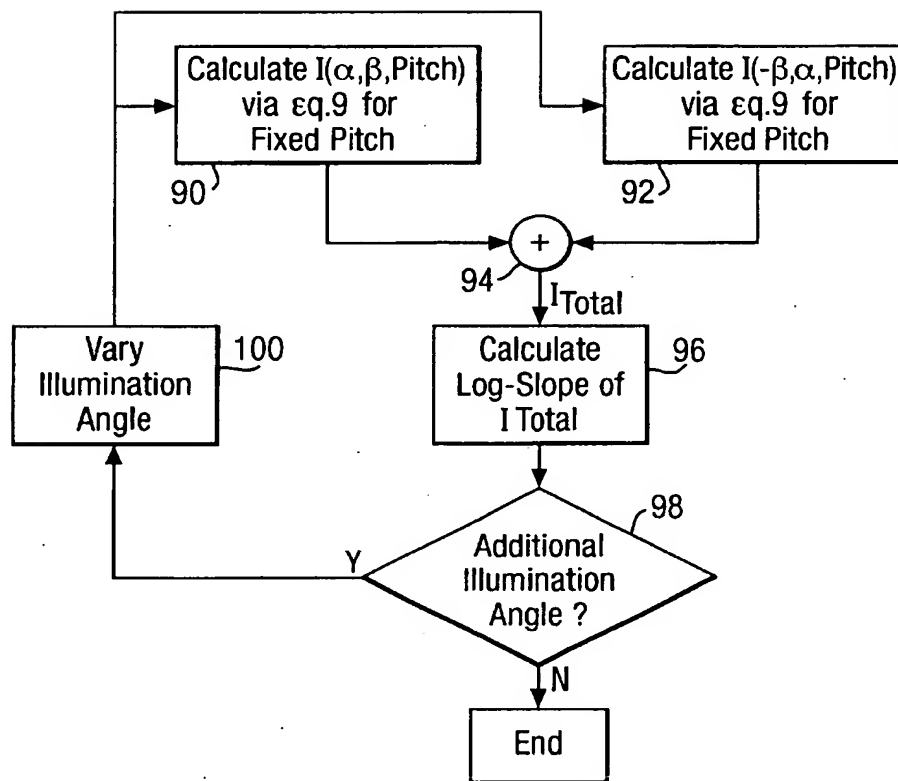 Calculate I(α,β,Pitch)
via εq.9 for
Fixed Pitch
90
Calculate I(-β,α,Pitch)
via εq.9 for
Fixed Pitch
92
+
94
I Total
Vary
Illumination
Angle
100
Calculate
Log-Slope of
I Total
96
Additional
Illumination
Angle ?
98
Y
N
End